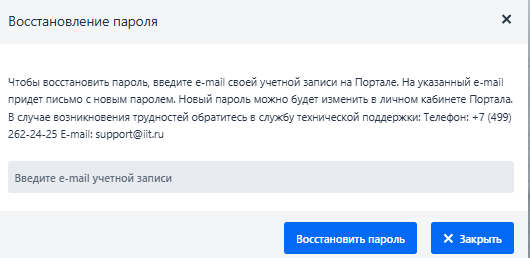 Восстановление пароля
Чтобы восстановить пароль, введите e-mail своей учетной записи на Портале. На указанный e-mail
придет письмо с новым паролем. Новый пароль можно будет изменить в личном кабинете Портала.
В случае возникновения трудностей обратитесь в службу технической поддержки: Телефон: +7 (499)
262-24-25 E-mail: support@iit.ru
Введите e-mail учетной записи
Восстановить пароль
Закрыть